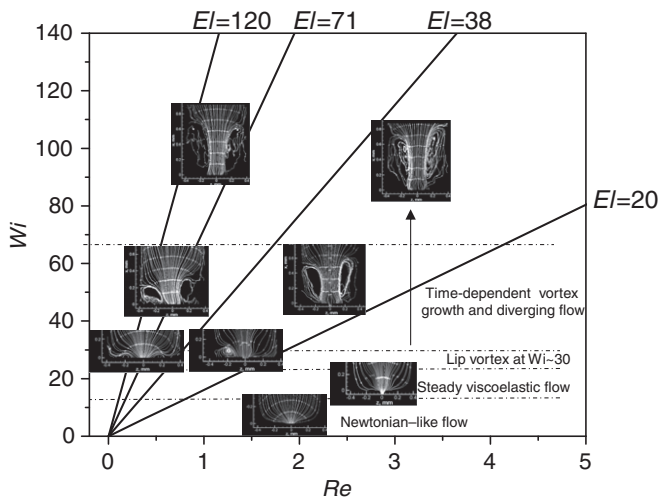 El=120 El=71 El=38
140
120
100
80
60
40
20
0
Wi
El=20
Time-dependent vortex
growth and diverging flow
Lip vortex at Wi~30
Steady viscoelastic flow
Newtonian–like flow
z, mm
0 1 2 3 4 5
Re